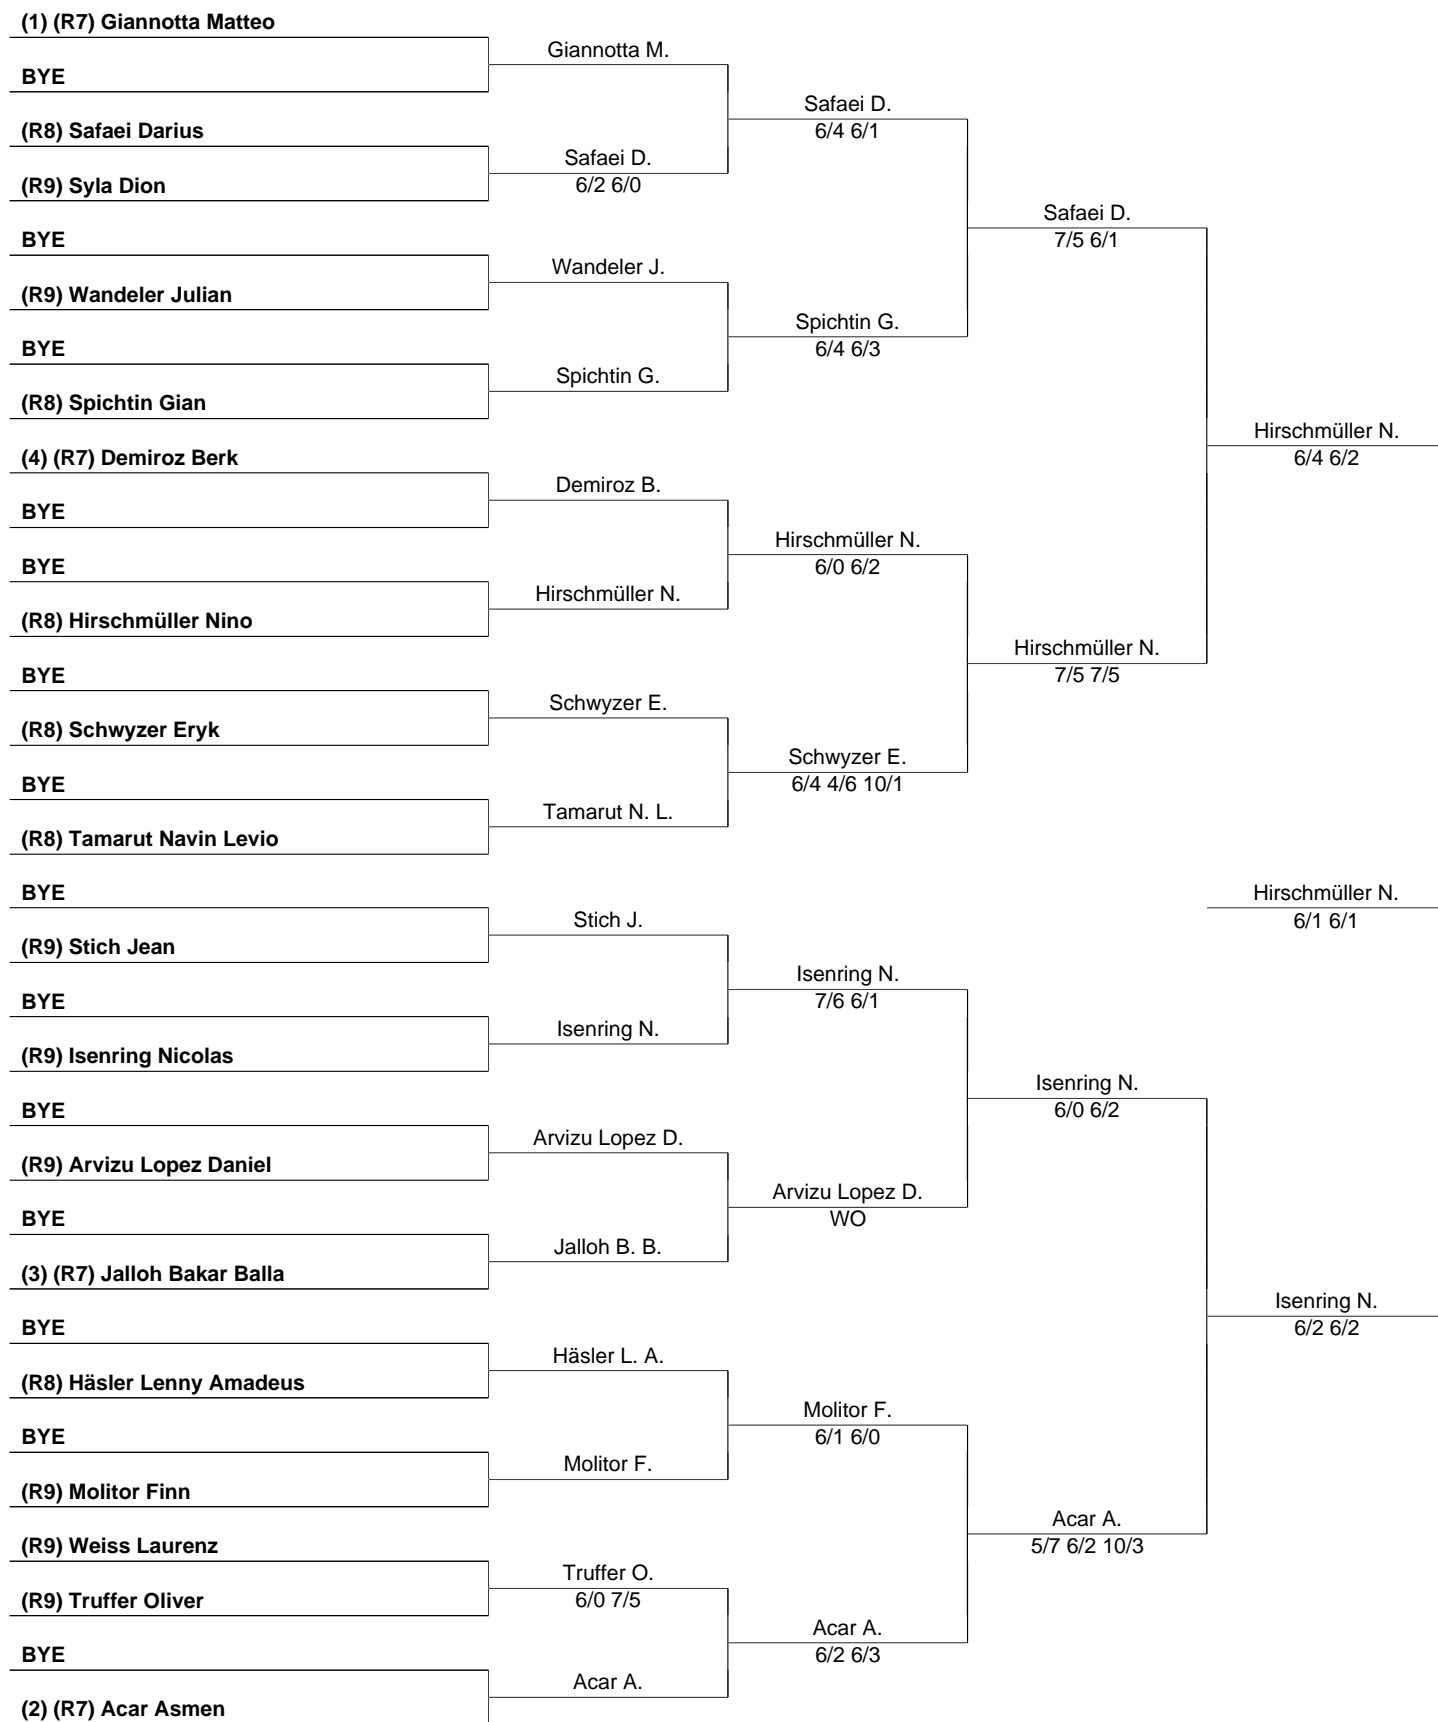 (1) (R7) Giannotta Matteo
Giannotta M.
BYE
Safaei D.
6/4 6/1
(R8) Safaei Darius
Safaei D.
6/2 6/0
(R9) Syla Dion
Safaei D.
7/5 6/1
BYE
Wandeler J.
(R9) Wandeler Julian
Spichtin G.
6/4 6/3
BYE
Spichtin G.
(R8) Spichtin Gian
Hirschmüller N.
6/4 6/2
(4) (R7) Demiroz Berk
Demiroz B.
BYE
Hirschmüller N.
6/0 6/2
BYE
Hirschmüller N.
(R8) Hirschmüller Nino
Hirschmüller N.
7/5 7/5
BYE
Schwyzer E.
(R8) Schwyzer Eryk
Schwyzer E.
6/4 4/6 10/1
BYE
Tamarut N. L.
(R8) Tamarut Navin Levio
BYE
Hirschmüller N.
6/1 6/1
Stich J.
(R9) Stich Jean
Isenring N.
7/6 6/1
BYE
Isenring N.
(R9) Isenring Nicolas
Isenring N.
6/0 6/2
BYE
Arvizu Lopez D.
(R9) Arvizu Lopez Daniel
Arvizu Lopez D.
WO
BYE
Jalloh B. B.
(3) (R7) Jalloh Bakar Balla
Isenring N.
6/2 6/2
BYE
Häsler L. A.
(R8) Häsler Lenny Amadeus
Molitor F.
6/1 6/0
BYE
Molitor F.
(R9) Molitor Finn
Acar A.
5/7 6/2 10/3
(R9) Weiss Laurenz
Truffer O.
6/0 7/5
(R9) Truffer Oliver
Acar A.
6/2 6/3
BYE
Acar A.
(2) (R7) Acar Asmen